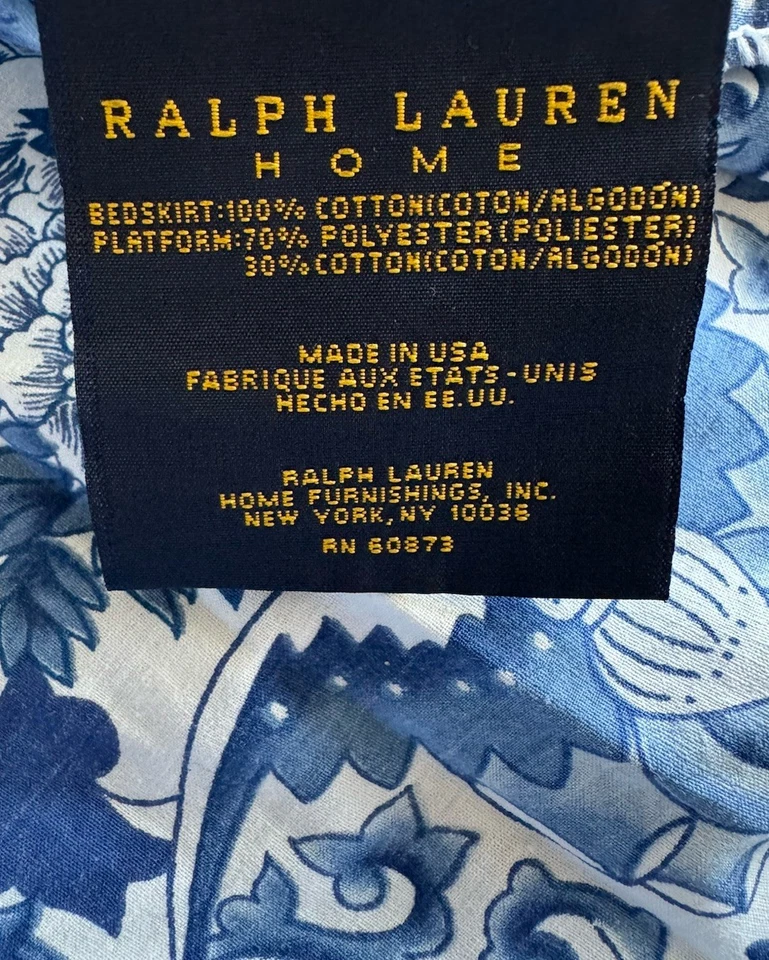 RALPH LAUREN
HOME
BEDSKIRT:100% COTTON(COTON/ALGODÓN)
PLATFORM:70% POLYESTER(POLIESTER)
30%COTTON(COTON/ALGODÓN)
MADE IN USA
FABRIQUE AUX ETATS-UNIS
HECHO EN EE.UU.
RALPH LAUREN
HOME FURNISHINGS, INC.
NEW YORK, NY 10036
RN 60873